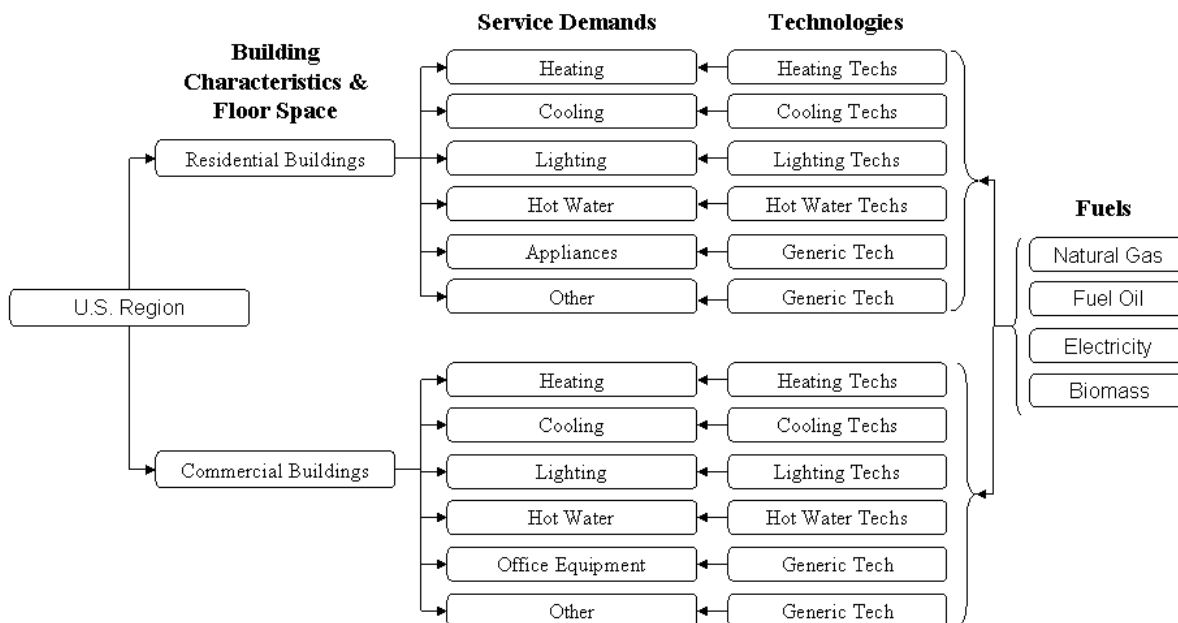 Service Demands
Technologies
Building
Characteristics &
Floor Space
Heating
Heating Techs
Cooling
Cooling Techs
Residential Buildings
Lighting
Lighting Techs
Hot Water
Hot Water Techs
Fuels
Appliances
Generic Tech
Natural Gas
Other
Generic Tech
Fuel Oil
U.S. Region
Electricity
Biomass
Heating
Heating Techs
Cooling
Cooling Techs
Commercial Buildings
Lighting
Lighting Techs
Hot Water
Hot Water Techs
Office Equipment
Generic Tech
Other
Generic Tech